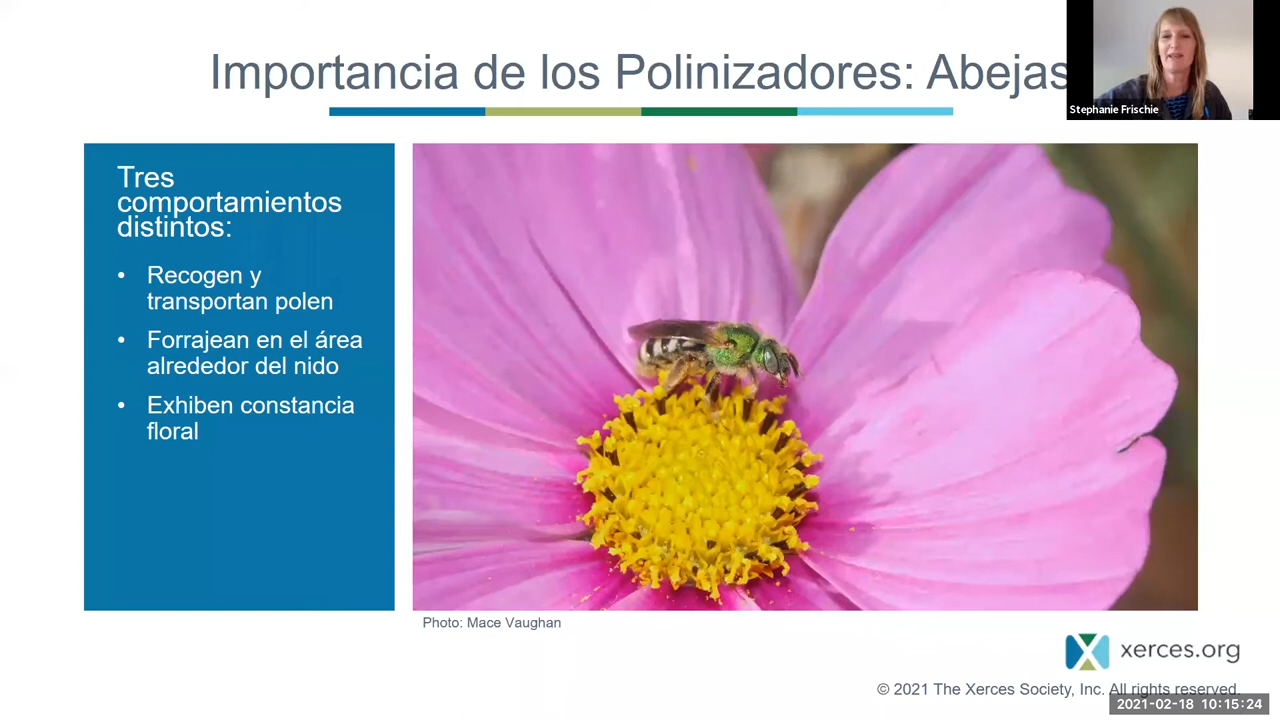 Importancia de los Polinizadores: Abejas
Stephanie Frischie
Tres
comportamientos
distintos:
• Recogen y
transportan polen
• Forrajean en el área
alrededor del nido
• Exhiben constancia
floral
Photo: Mace Vaughan
xerces.org
© 2021 The Xerces Society, Inc. All rights reserved.
2021-02-18 10:15:24